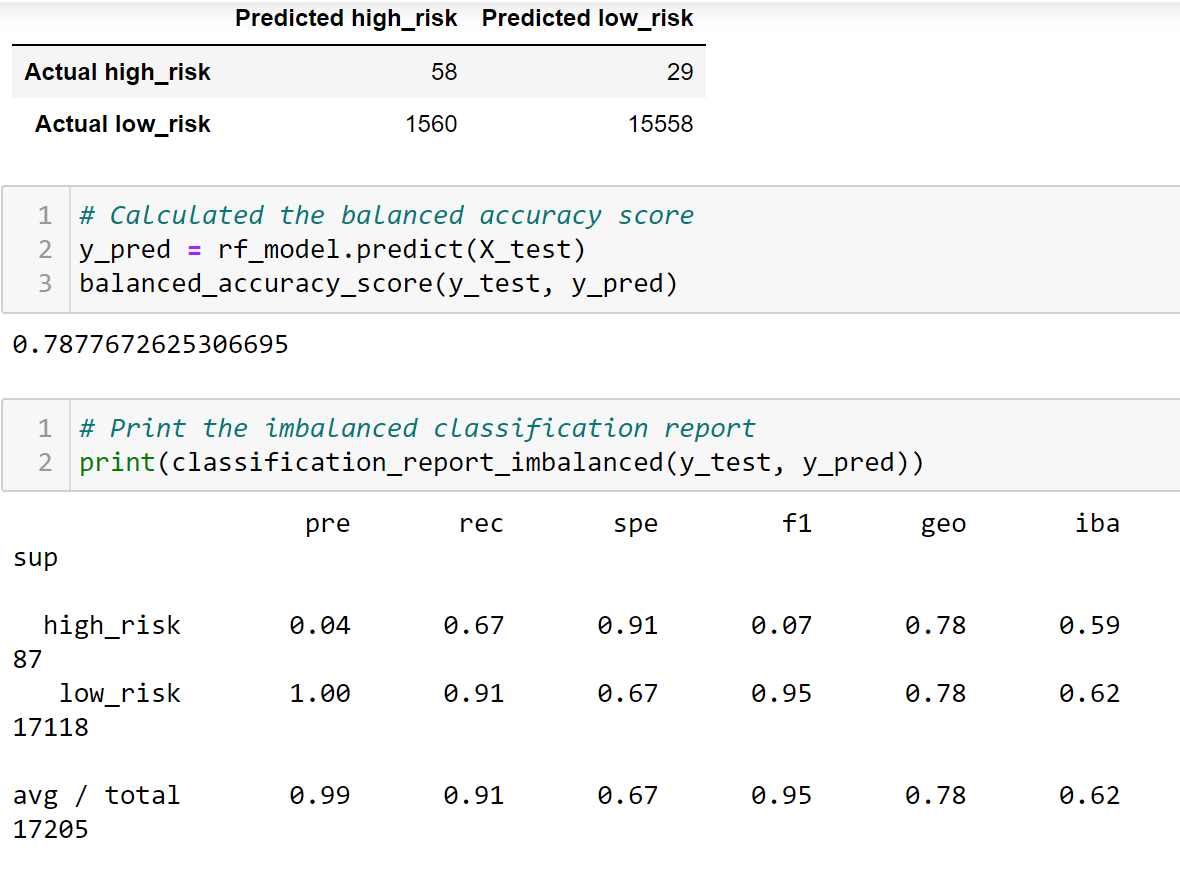 Predicted high_risk Predicted low_risk
Actual high_risk 58 29
Actual low_risk 1560 15558
1 # Calculated the balanced accuracy score
2 y_pred = rf_model.predict(X_test)
3 balanced_accuracy_score(y_test, y_pred)
0.7877672625306695
1 # Print the imbalanced classification report
2 print(classification_report_imbalanced(y_test, y_pred))
pre rec spe f1 geo iba
sup
high_risk 0.04 0.67 0.91 0.07 0.78 0.59
87
low_risk 1.00 0.91 0.67 0.95 0.78 0.62
17118
avg / total 0.99 0.91 0.67 0.95 0.78 0.62
17205